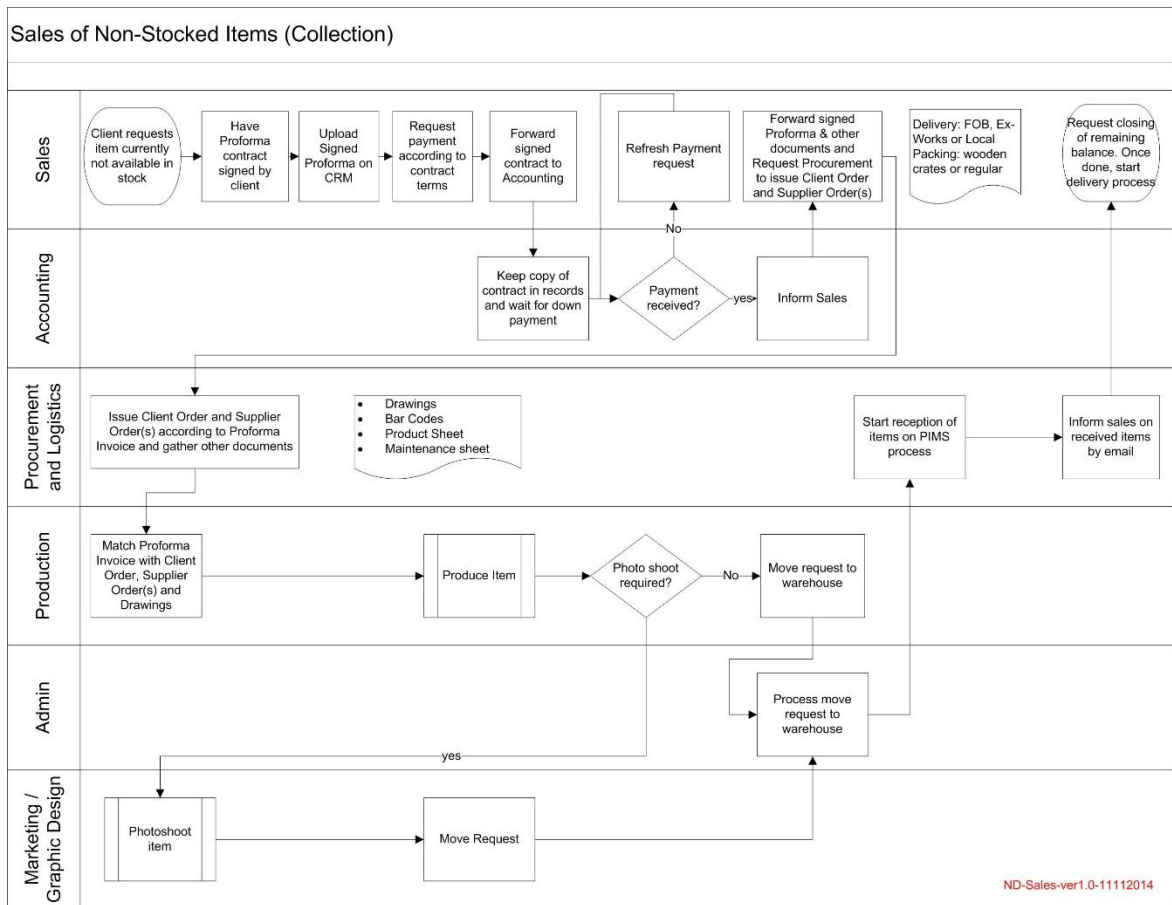 Sales of Non-Stocked Items (Collection)
Sales
Client requests
item currently
not available in
stock
Have
Proforma
contract
signed by
client
Upload
Signed
Proforma on
CRM
Request
payment
according to
contract
terms
Forward
signed
contract to
Accounting
Refresh Payment
request
Forward signed
Proforma & other
documents and
Request Procurement
to issue Client Order
and Supplier Order(s)
Delivery: FOB, Ex-
Works or Local
Packing: wooden
crates or regular
Request closing
of remaining
balance. Once
done, start
delivery process
Accounting
Keep copy of
contract in records
and wait for down
payment
No
Payment
received?
yes
Inform Sales
Procurement
and Logistics
Issue Client Order and Supplier
Order(s) according to Proforma
Invoice and gather other documents
• Drawings
• Bar Codes
• Product Sheet
• Maintenance sheet
Start reception of
items on PIMS
process
Inform sales on
received items
by email
Production
Match Proforma
Invoice with Client
Order, Supplier
Order(s) and
Drawings
Produce Item
Photo shoot
required?
No
Move request to
warehouse
Admin
Process move
request to
warehouse
yes
Marketing /
Graphic Design
Photoshoot
item
Move Request
ND-Sales-ver1.0-11112014